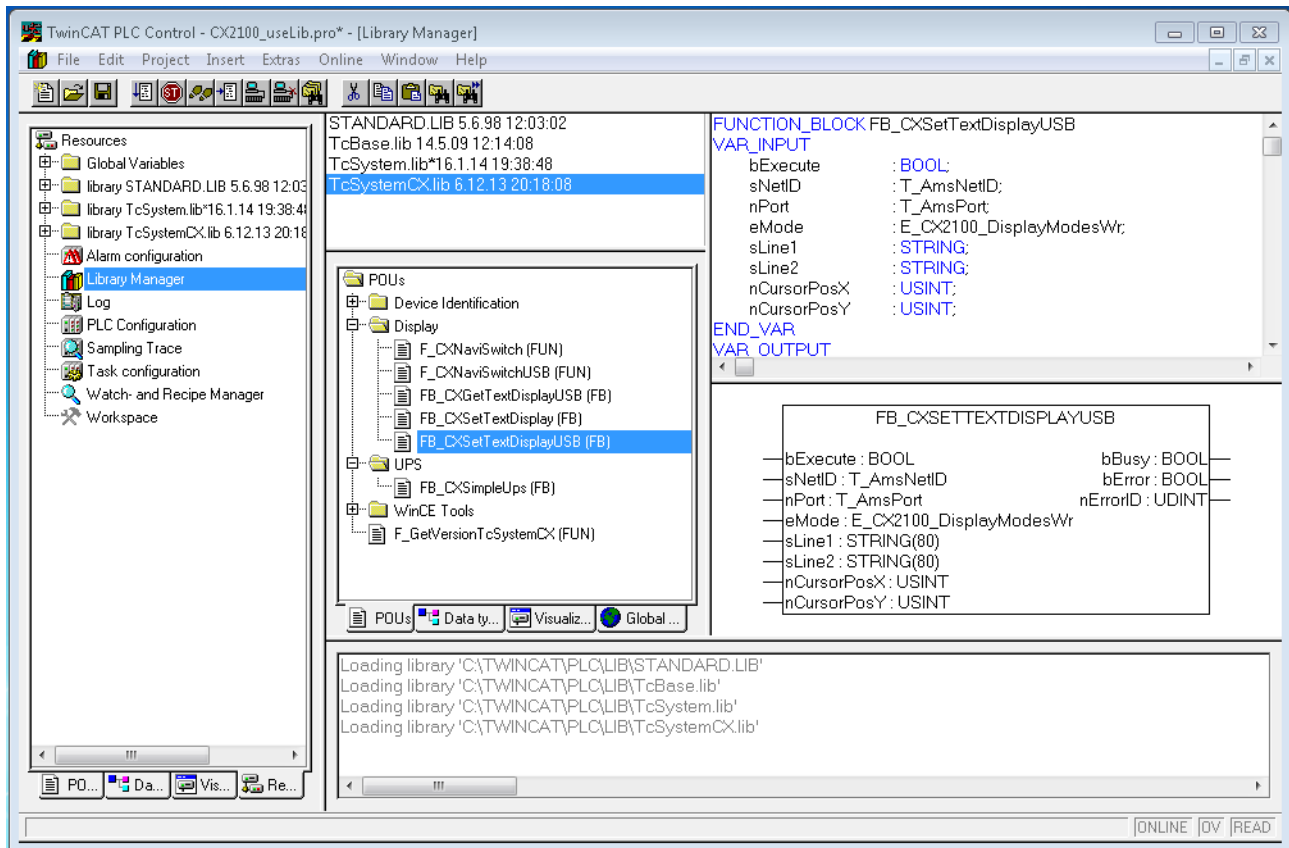 TwinCAT PLC Control - CX2100_useLib.pro* - [Library Manager]
File Edit Project Insert Extras Online Window Help
Resources
Global Variables
library STANDARD.LIB 5.6.98 12:03
library TcSystem.lib*16.1.14 19:38:4
library TcSystemCX.lib 6.12.13 20:18
Alarm configuration
Library Manager
Log
PLC Configuration
Sampling Trace
Task configuration
Watch- and Recipe Manager
Workspace
PO... Da... Vis... Re...
STANDARD.LIB 5.6.98 12:03:02
TcBase.lib 14.5.09 12:14:08
TcSystem.lib*16.1.14 19:38:48
TcSystemCX.lib 6.12.13 20:18:08
POUs
Device Identification
Display
F_CXNaviSwitch (FUN)
F_CXNaviSwitchUSB (FUN)
FB_CXGetTextDisplayUSB (FB)
FB_CXSetTextDisplay (FB)
FB_CXSetTextDisplayUSB (FB)
UPS
FB_CXSimpleUps (FB)
WinCE Tools
F_GetVersionTcSystemCX (FUN)
POUs Data ty... Visualiz... Global ...
FUNCTION_BLOCK FB_CXSetTextDisplayUSB
VAR_INPUT
bExecute : BOOL;
sNetID : T_AmsNetID;
nPort : T_AmsPort;
eMode : E_CX2100_DisplayModesWr;
sLine1 : STRING;
sLine2 : STRING;
nCursorPosX : USINT;
nCursorPosY : USINT;
END_VAR
VAR_OUTPUT
FB_CXSETTEXTDISPLAYUSB
bExecute : BOOL bBusy : BOOL
sNetID : T_AmsNetID bError : BOOL
nPort : T_AmsPort nErrorID : UDINT
eMode : E_CX2100_DisplayModesWr
sLine1 : STRING(80)
sLine2 : STRING(80)
nCursorPosX : USINT
nCursorPosY : USINT
Loading library 'C:\TWINCAT\PLC\LIB\STANDARD.LIB'
Loading library 'C:\TWINCAT\PLC\LIB\TcBase.lib'
Loading library 'C:\TWINCAT\PLC\LIB\TcSystem.lib'
Loading library 'C:\TWINCAT\PLC\LIB\TcSystemCX.lib'
ONLINE OV READ